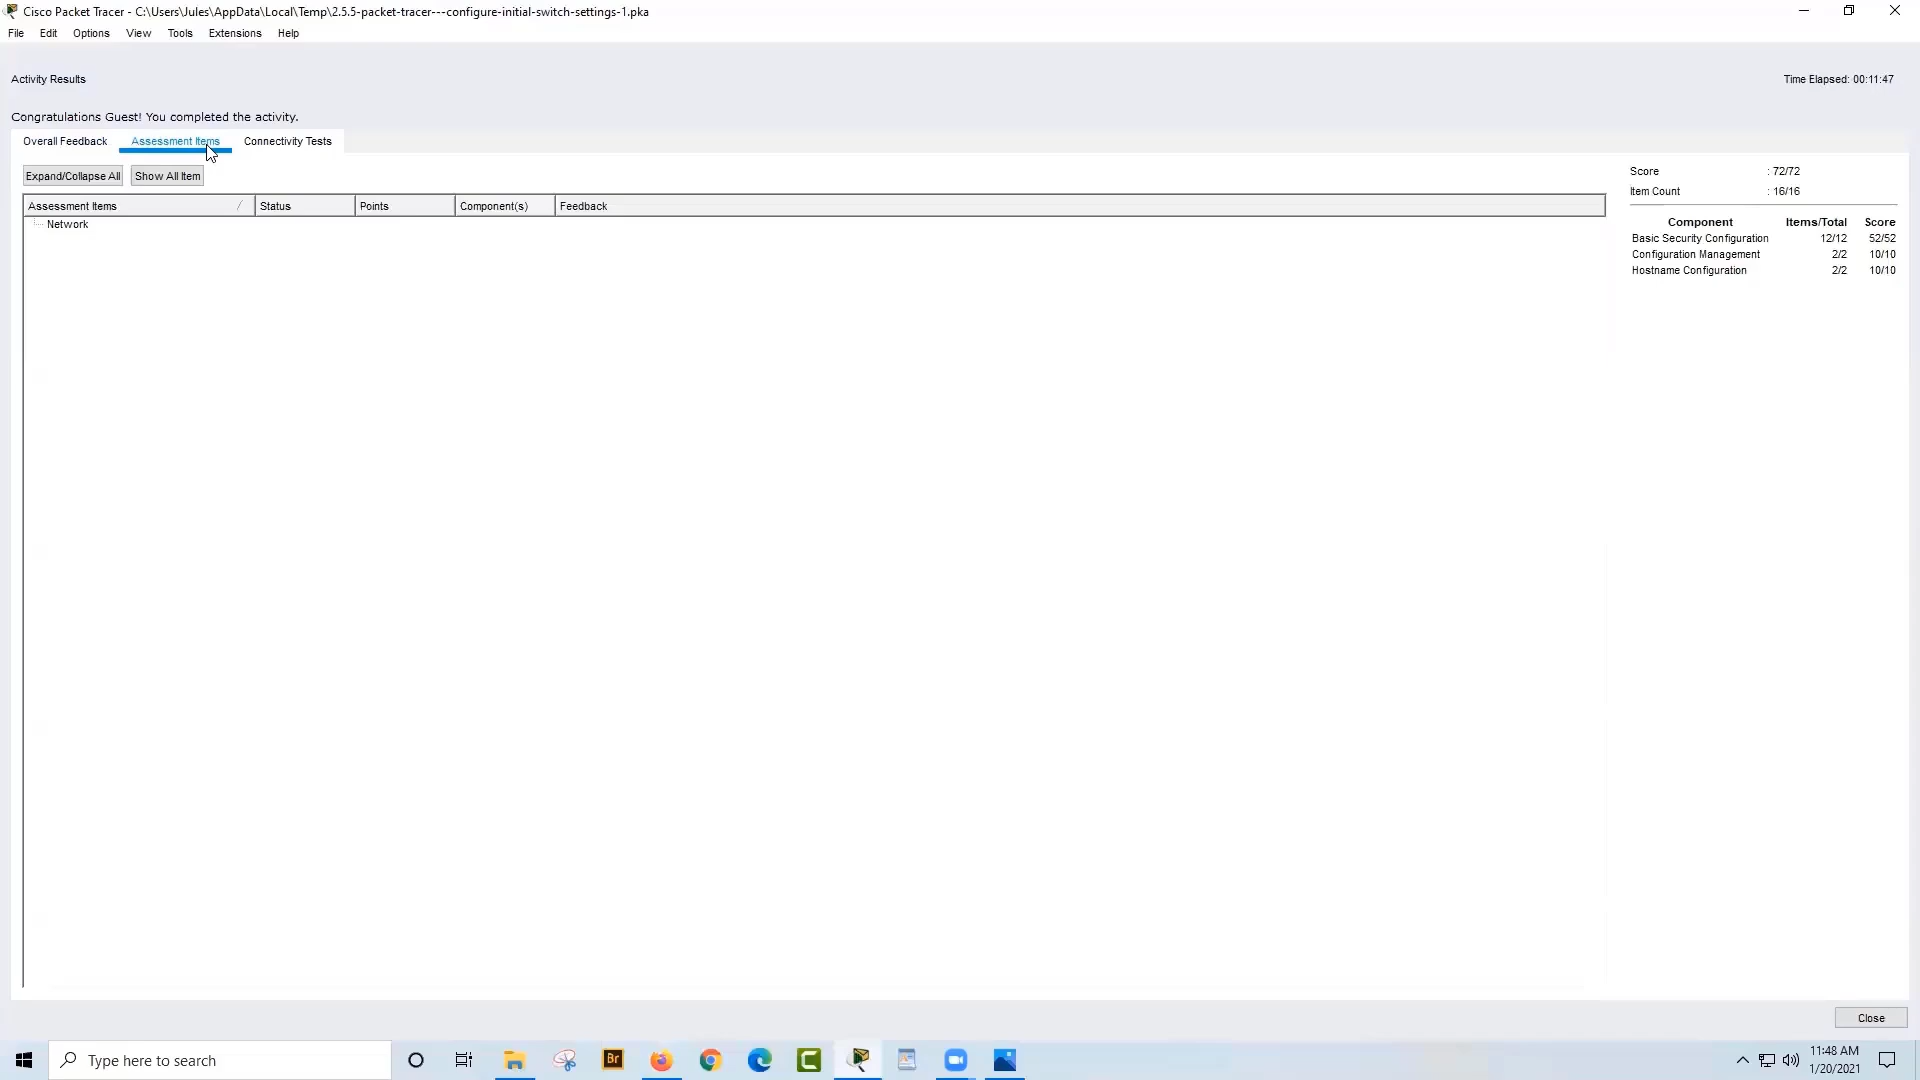 Cisco Packet Tracer - C:\Users\Jules\AppData\Local\Temp\2.5.5-packet-tracer---configure-initial-switch-settings-1.pka
File Edit Options View Tools Extensions Help
Activity Results
Time Elapsed: 00:11:47
Congratulations Guest! You completed the activity.
Overall Feedback Assessment Items Connectivity Tests
Expand/Collapse All Show All Item
Assessment Items / Status Points Component(s) Feedback
Network
Score : 72/72
Item Count : 16/16
Component Items/Total Score
Basic Security Configuration 12/12 52/52
Configuration Management 2/2 10/10
Hostname Configuration 2/2 10/10
Close
Type here to search
Br
11:48 AM
1/20/2021